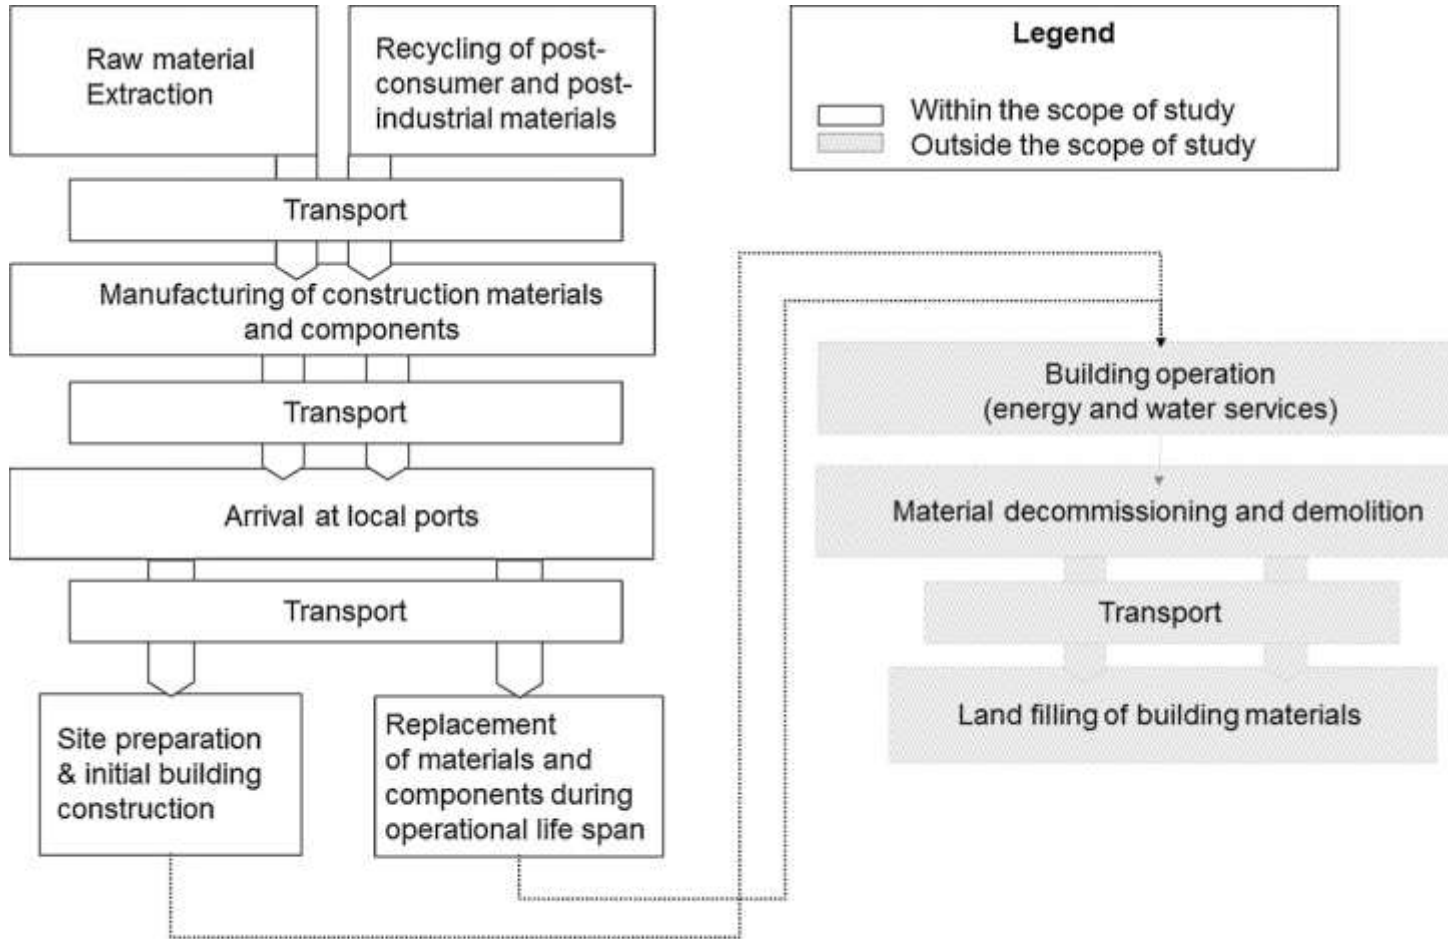 Raw material
Extraction
Recycling of post-
consumer and post-
industrial materials
Transport
Manufacturing of construction materials
and components
Transport
Arrival at local ports
Transport
Site preparation
& initial building
construction
Replacement
of materials and
components during
operational life span
Legend
Within the scope of study
Outside the scope of study
Building operation
(energy and water services)
Material decommissioning and demolition
Transport
Land filling of building materials